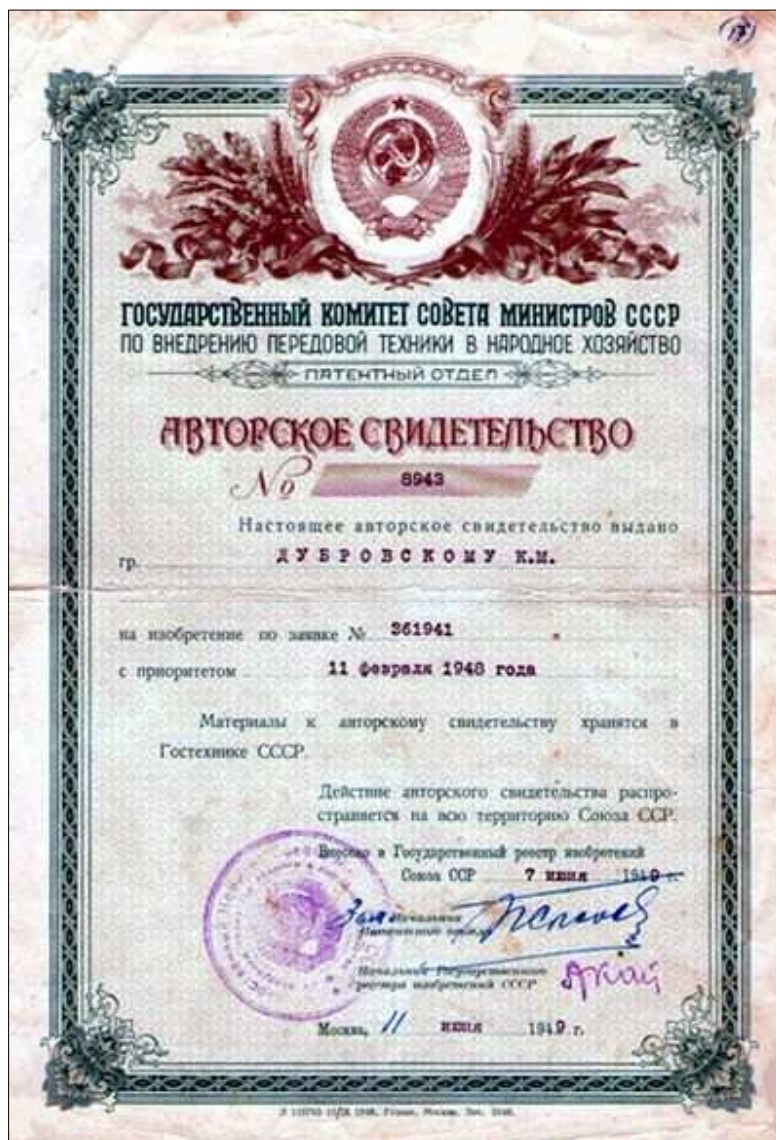 17
ГОСУДАРСТВЕННЫЙ КОМИТЕТ СОВЕТА МИНИСТРОВ СССР
ПО ВНЕДРЕНИЮ ПЕРЕДОВОЙ ТЕХНИКИ В НАРОДНОЕ ХОЗЯЙСТВО
ПАТЕНТНЫЙ ОТДЕЛ
АВТОРСКОЕ СВИДЕТЕЛЬСТВО
№ 8943
Настоящее авторское свидетельство выдано
гр. ДУБРОВСКОМУ К.М.
на изобретение по заявке № 361941
с приоритетом 11 февраля 1948 года
Материалы к авторскому свидетельству хранятся в
Гостехнике СССР.
Действие авторского свидетельства распро-
страняется на всю территорию Союза ССР.
Внесено в Государственный реестр изобретений
Союза ССР 7 июня 1949 г.
Зам. Начальника
Патентного отдела
Начальник Государственного
реестра изобретений СССР
Москва, 11 июня 1949 г.